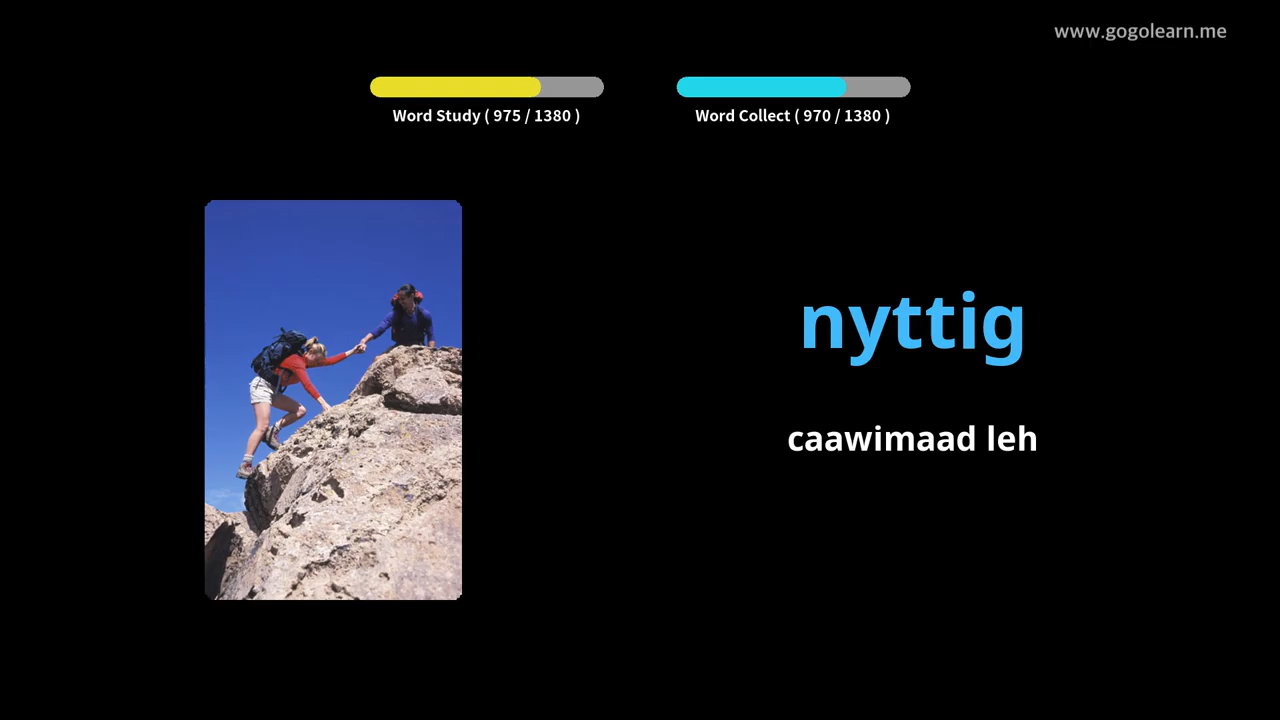 www.gogolearn.me
Word Study ( 975 / 1380 )
Word Collect ( 970 / 1380 )
nyttig
caawimaad leh